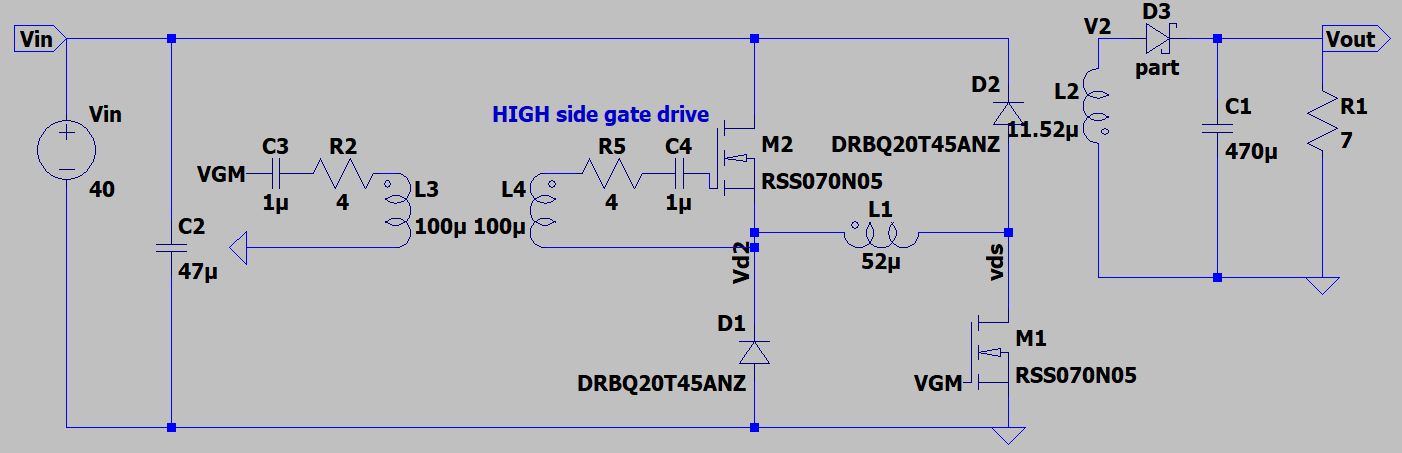 Vin
Vin
40
C2
47µ
VGM
C3
1µ
R2
4
L3
100µ
HIGH side gate drive
L4
100µ
R5
4
C4
1µ
M2
RSS070N05
Vd2
D1
DRBQ20T45ANZ
L1
52µ
D2
DRBQ20T45ANZ
vds
VGM
M1
RSS070N05
V2
L2
11.52µ
D3
part
C1
470µ
Vout
R1
7